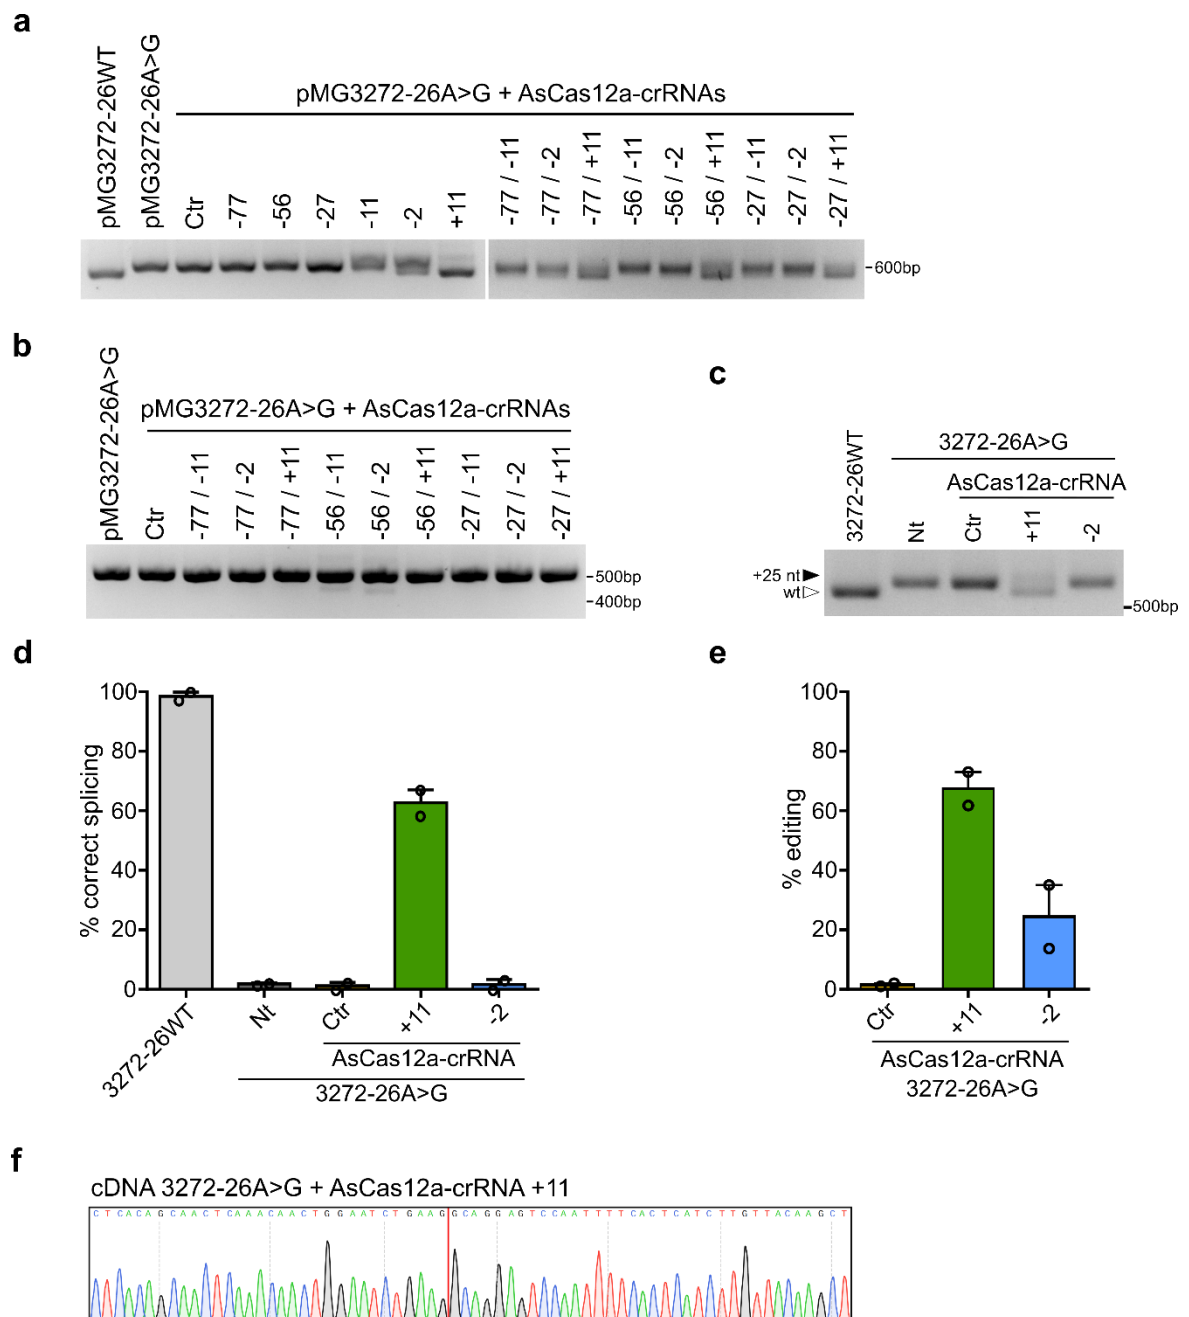 a
pMG3272-26WT
pMG3272-26A>G
pMG3272-26A>G + AsCas12a-crRNAs
Ctr
-77
-56
-27
-11
-2
+11
-77 / -11
-77 / -2
-77 / +11
-56 / -11
-56 / -2
-56 / +11
-27 / -11
-27 / -2
-27 / +11
-600bp
b
pMG3272-26A>G
pMG3272-26A>G + AsCas12a-crRNAs
Ctr
-77 / -11
-77 / -2
-77 / +11
-56 / -11
-56 / -2
-56 / +11
-27 / -11
-27 / -2
-27 / +11
-500bp
-400bp
c
3272-26WT
3272-26A>G
AsCas12a-crRNA
Nt
Ctr
+11
-2
+25 nt
wt
-500bp
d
% correct splicing
100
80
60
40
20
0
3272-26WT
Nt
Ctr
+11
-2
AsCas12a-crRNA
3272-26A>G
e
% editing
100
80
60
40
20
0
Ctr
+11
-2
AsCas12a-crRNA
3272-26A>G
f
cDNA 3272-26A>G + AsCas12a-crRNA +11
CTCACAGCAACTCAAACAACTGGAATCTGAAGGCAGGAGTCCAATTTTCACTCATCTTGTTACAAGCT